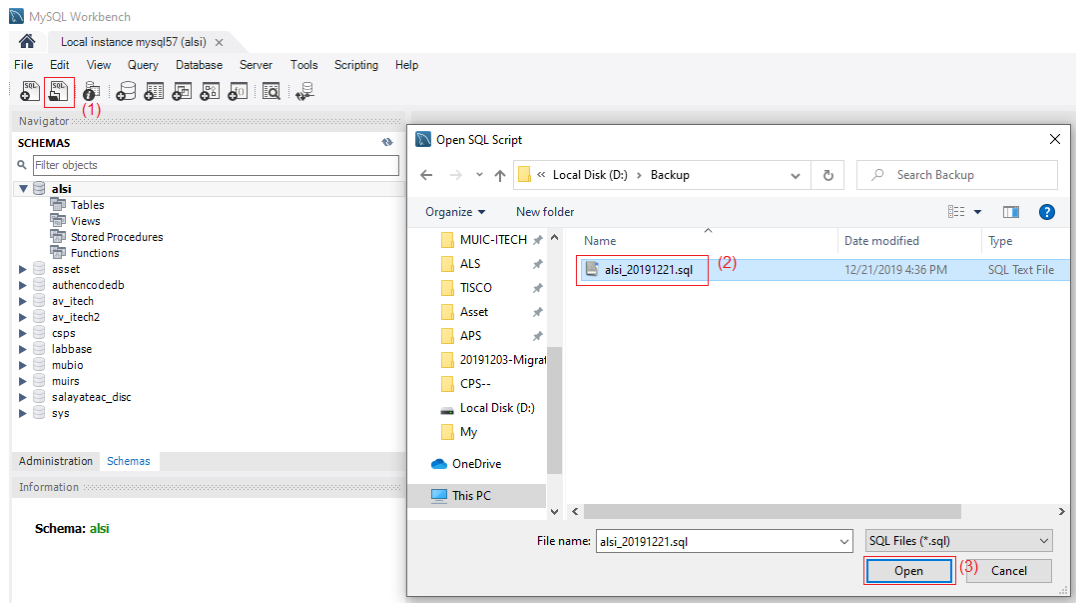 MySQL Workbench
Local instance mysql57 (alsi) ×
File Edit View Query Database Server Tools Scripting Help
SQL SQL
(1)
Navigator
SCHEMAS
Filter objects
alsi
Tables
Views
Stored Procedures
Functions
asset
authencodedb
av_itech
av_itech2
csps
labbase
mubio
muirs
salayateac_disc
sys
Administration Schemas
Information
Schema: alsi
Open SQL Script
« Local Disk (D:) › Backup
Search Backup
Organize New folder
MUIC-ITECH
ALS
TISCO
Asset
APS
20191203-Migrat
CPS--
Local Disk (D:)
My
OneDrive
This PC
Name Date modified Type
alsi_20191221.sql (2) 12/21/2019 4:36 PM SQL Text File
File name: alsi_20191221.sql SQL Files (*.sql)
Open (3) Cancel